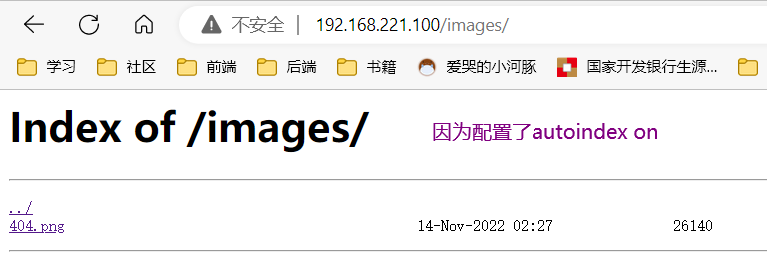 不安全 192.168.221.100/images/
学习 社区 前端 后端 书籍 爱哭的小河豚 国家开发银行生源...
Index of /images/ 因为配置了autoindex on
../
404.png 14-Nov-2022 02:27 26140